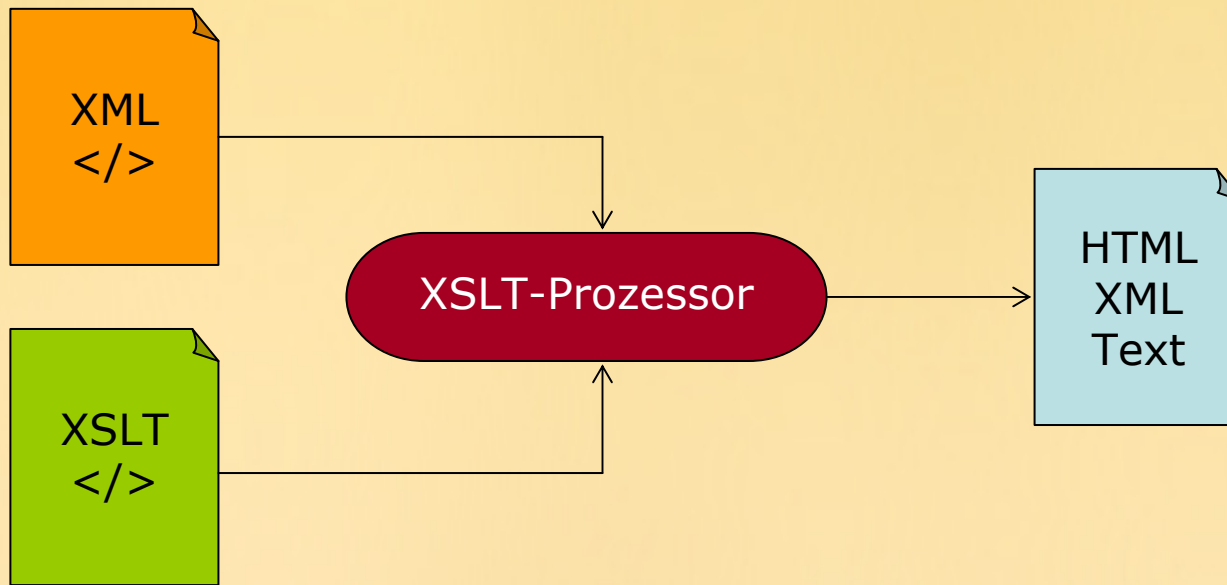 XML
</>
XSLT-Prozessor
XSLT
</>
HTML
XML
Text